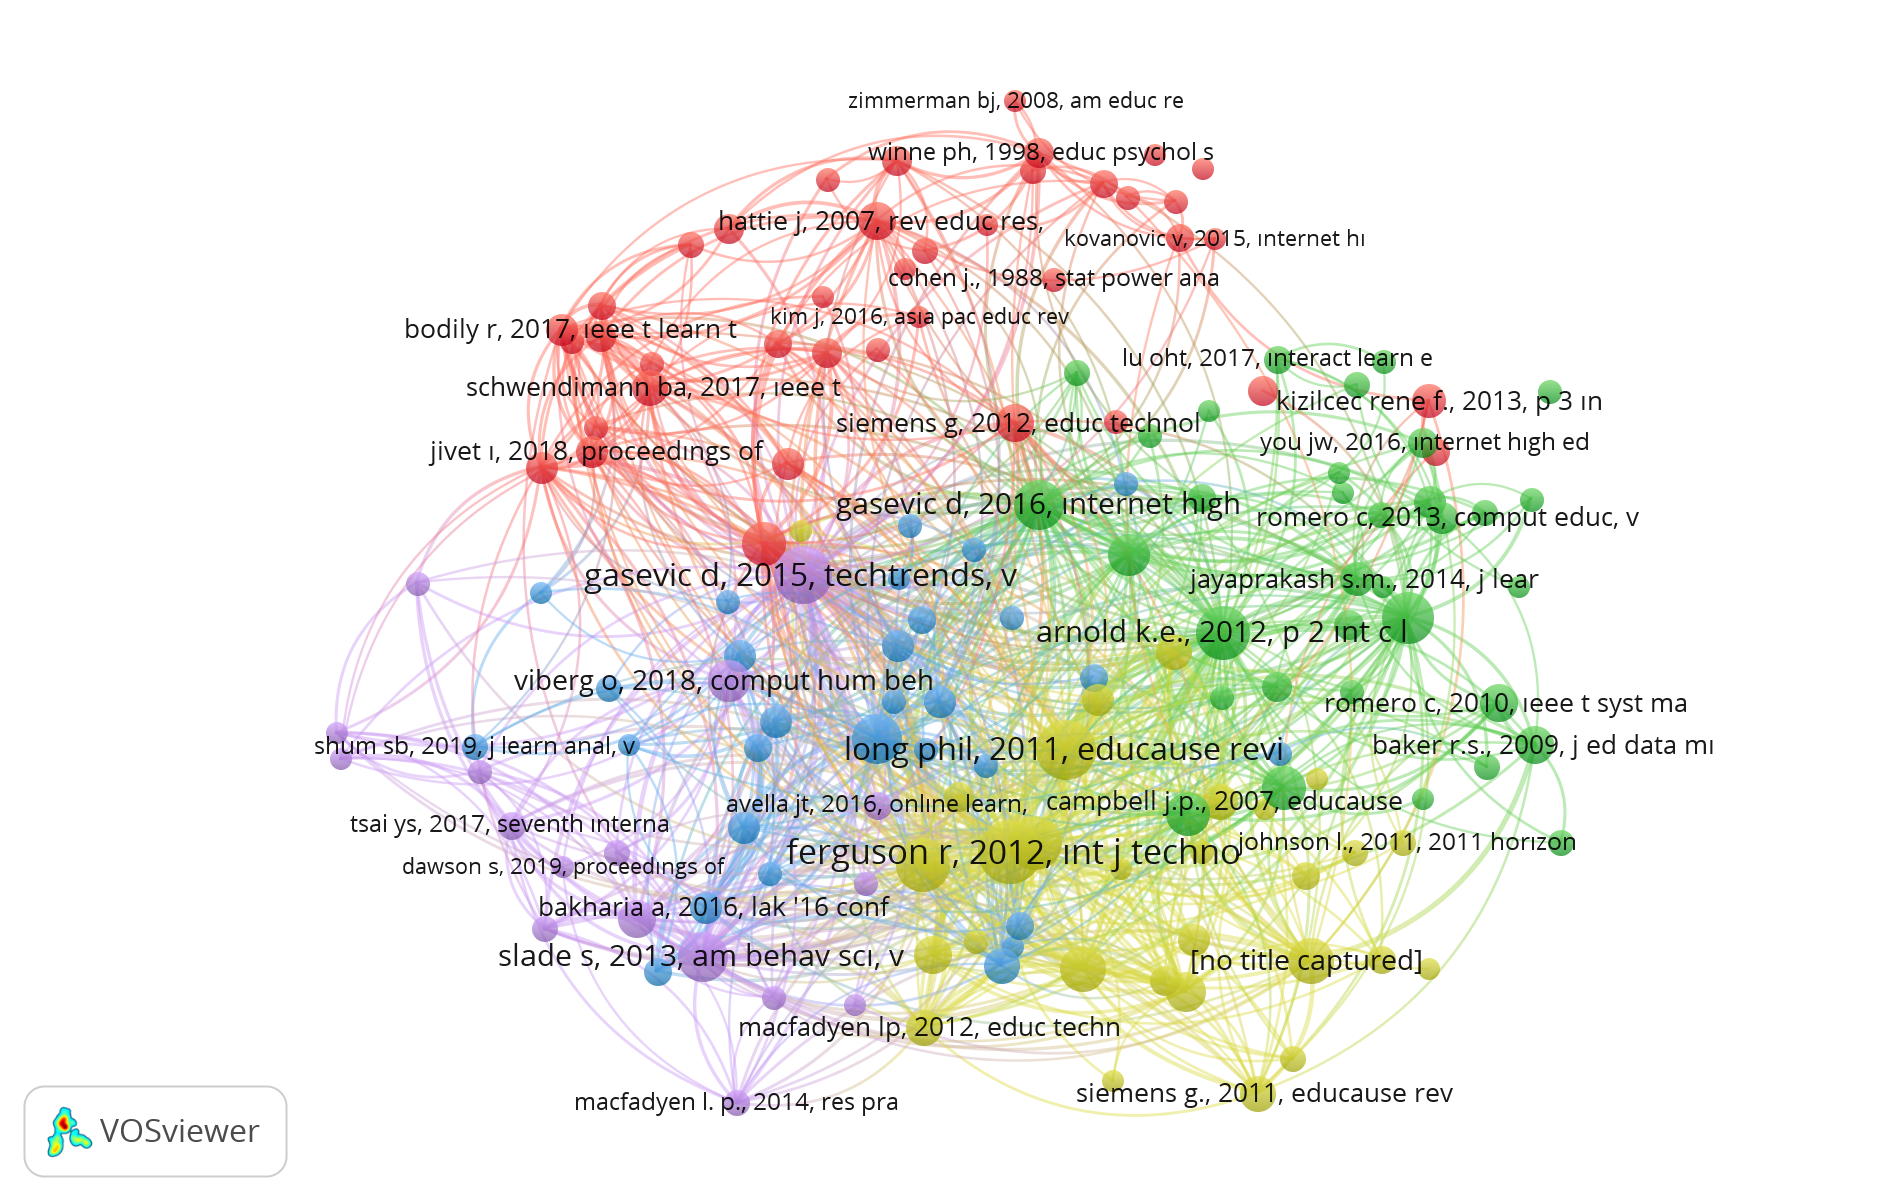 zimmerman bj, 2008, am educ re
winne ph, 1998, educ psychol s
hattie j, 2007, rev educ res,
kovanovic v, 2015, ınternet hı
cohen j., 1988, stat power ana
kim j, 2016, asıa pac educ rev
bodily r, 2017, ıeee t learn t
lu oht, 2017, ınteract learn e
schwendimann ba, 2017, ıeee t
kizilcec rene f., 2013, p 3 ın
siemens g, 2012, educ technol
you jw, 2016, ınternet hıgh ed
jivet ı, 2018, proceedıngs of
gasevic d, 2016, ınternet hıgh
romero c, 2013, comput educ, v
gasevic d, 2015, techtrends, v
jayaprakash s.m., 2014, j lear
arnold k.e., 2012, p 2 ınt c l
viberg o, 2018, comput hum beh
romero c, 2010, ıeee t syst ma
shum sb, 2019, j learn anal, v
long phil, 2011, educause revi
baker r.s., 2009, j ed data mı
avella jt, 2016, onlıne learn,
campbell j.p., 2007, educause
tsai ys, 2017, seventh ınterna
johnson l., 2011, 2011 horızon
ferguson r, 2012, ınt j techno
dawson s, 2019, proceedıngs of
bakharia a, 2016, lak '16 conf
slade s, 2013, am behav scı, v
[no title captured]
macfadyen lp, 2012, educ techn
siemens g., 2011, educause rev
macfadyen l. p., 2014, res pra
VOSviewer